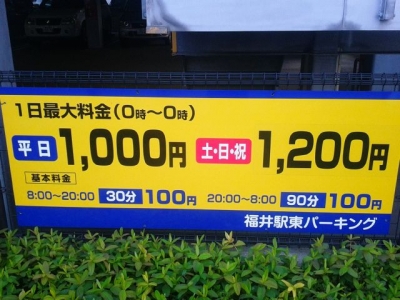 1日最大料金(0時～0時)
平日 1,000円 土・日・祝 1,200円
基本料金
8:00～20:00 30分 100円 20:00～8:00 90分 100円
福井駅東パーキング